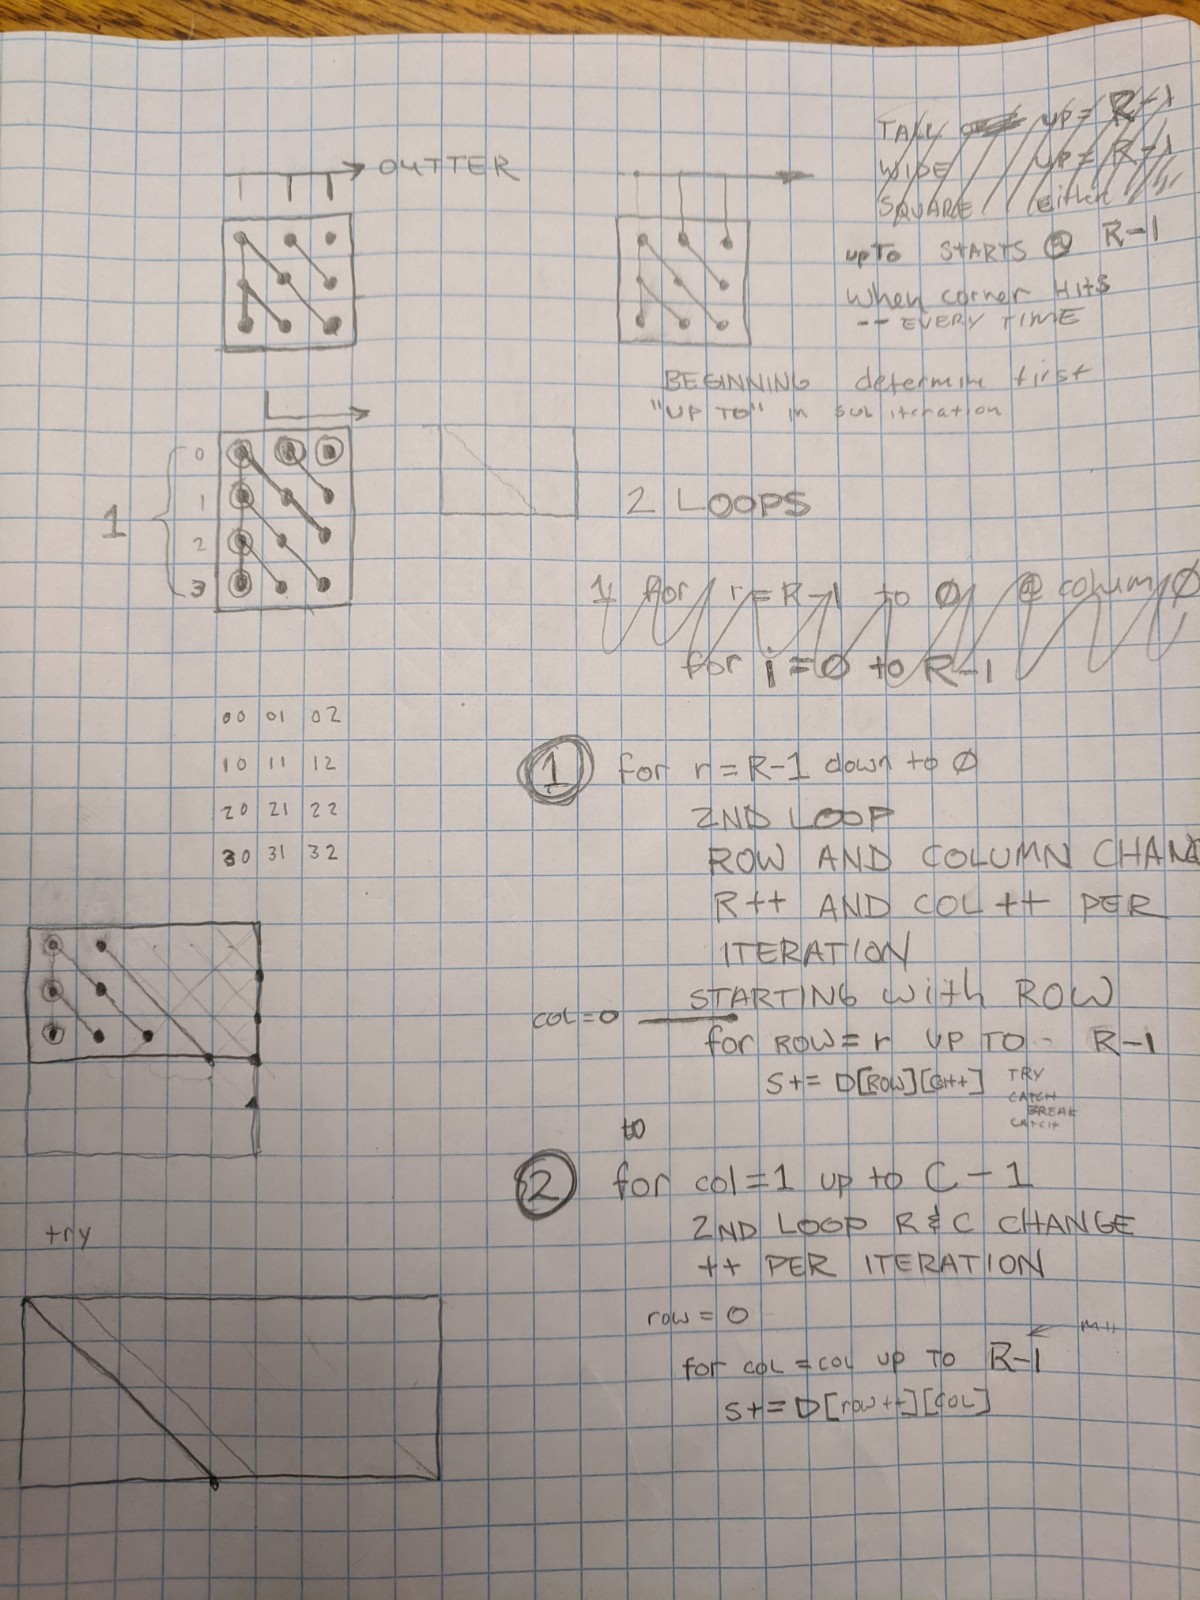 OUTTER
TALL up = R-1
WIDE up = R-1
SQUARE either
upTo STARTS @ R-1
when corner HITS
-- EVERY TIME
BEGINNING determine first
"UP TO" in sub iteration
0
1
2
3
1
2 LOOPS
1 for r = R-1 to 0 @ column 0
for i = 0 to R-1
00 01 02
10 11 12
20 21 22
30 31 32
1 for r = R-1 down to 0
2ND LOOP
ROW AND COLUMN CHANG
R++ AND COL++ PER
ITERATION
STARTING with ROW
col=0
for ROW = r UP TO - R-1
S+= D[ROW][C++] TRY
CATCH
BREAK
CATCH
to
2 for col=1 up to C-1
2ND LOOP R & C CHANGE
++ PER ITERATION
try
row = 0
for col = col up TO R-1
S+= D[row++][COL]